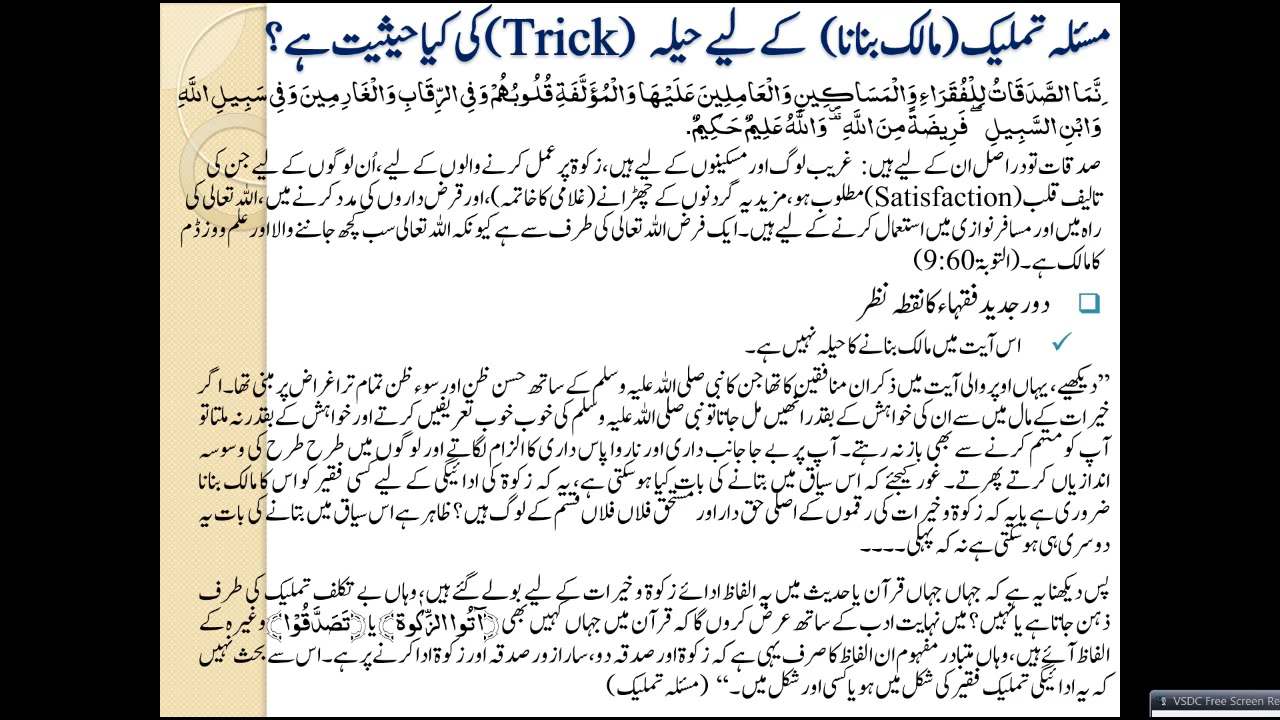 مسئلہ تملیک (مالک بنانا) کے لیے حیلہ (Trick) کی کیا حیثیت ہے؟
نَّمَا الصَّدَقَاتُ لِلْفُقَرَاءِ وَالْمَسَاكِينِ وَالْعَامِلِينَ عَلَيْهَا وَالْمُؤَلَّفَةِ قُلُوبُهُمْ وَفِي الرِّقَابِ وَالْغَارِمِينَ وَفِي سَبِيلِ اللَّهِ
وَابْنِ السَّبِيلِ ۖ فَرِيضَةً مِنَ اللَّهِ ۗ وَاللَّهُ عَلِيمٌ حَكِيمٌ.
صدقات تو دراصل ان کے لیے ہیں: غریب لوگ اور مسکینوں کے لیے ہیں، زکوۃ پر عمل کرنے والوں کے لیے، اُن لوگوں کے لیے جن کی
تالیف قلب (Satisfaction) مطلوب ہو، مزید یہ گردنوں کے چھڑانے (غلامی کا خاتمہ)، اور قرض داروں کی مدد کرنے میں، اللہ تعالی کی
راہ میں اور مسافر نوازی میں استعمال کرنے کے لیے ہیں۔ ایک فرض اللہ تعالی کی طرف سے ہے کیونکہ اللہ تعالی سب کچھ جاننے والا اور علم و وزڈم
کا مالک ہے۔ (التوبۃ 9:60)
❑ دور جدید فقہاء کا نقطہ نظر
✓ اس آیت میں مالک بنانے کا حیلہ نہیں ہے۔
”دیکھیے، یہاں اوپر والی آیت میں ذکر ان منافقین کا تھا جن کا نبی صلی اللہ علیہ وسلم کے ساتھ حسن ظن اور سوء ظن تمام تر اغراض پر مبنی تھا۔ اگر
خیرات کے مال میں سے ان کی خواہش کے بقدر انھیں مل جاتا تو نبی صلی اللہ علیہ وسلم کی خوب خوب تعریفیں کرتے اور خواہش کے بقدر نہ ملتا تو
آپ کو متہم کرنے سے بھی باز نہ رہتے۔ آپ پر بے جا جانب داری اور ناروا پاس داری کا الزام لگاتے اور لوگوں میں طرح طرح کی وسوسہ
اندازیاں کرتے پھرتے۔ غور کیجئے کہ اس سیاق میں بتانے کی بات کیا ہو سکتی ہے، یہ کہ زکوۃ کی ادائیگی کے لیے کسی فقیر کو اس کا مالک بنانا
ضروری ہے یا یہ کہ زکوۃ و خیرات کی رقموں کے اصلی حق دار اور مستحق فلاں فلاں قسم کے لوگ ہیں؟ ظاہر ہے اس سیاق میں بتانے کی بات یہ
دوسری ہی ہو سکتی ہے نہ کہ پہلی۔۔۔۔
پس دیکھنا یہ ہے کہ جہاں جہاں قرآن یا حدیث میں یہ الفاظ ادائے زکوۃ و خیرات کے لیے بولے گئے ہیں، وہاں بے تکلف تملیک کی طرف
ذہن جاتا ہے یا نہیں؟ میں نہایت ادب کے ساتھ عرض کروں گا کہ قرآن میں جہاں کہیں بھی ﴿آتُوا الزَّكٰوةَ﴾ یا ﴿تَصَدَّقُوْا﴾ وغیرہ کے
الفاظ آئے ہیں، وہاں متبادر مفہوم ان الفاظ کا صرف یہی ہے کہ زکوۃ اور صدقہ دو، سارا زور صدقہ اور زکوۃ ادا کرنے پر ہے۔ اس سے بحث نہیں
کہ یہ ادائیگی تملیک فقیر کی شکل میں ہو یا کسی اور شکل میں۔“ (مسئلہ تملیک)
VSDC Free Screen Re